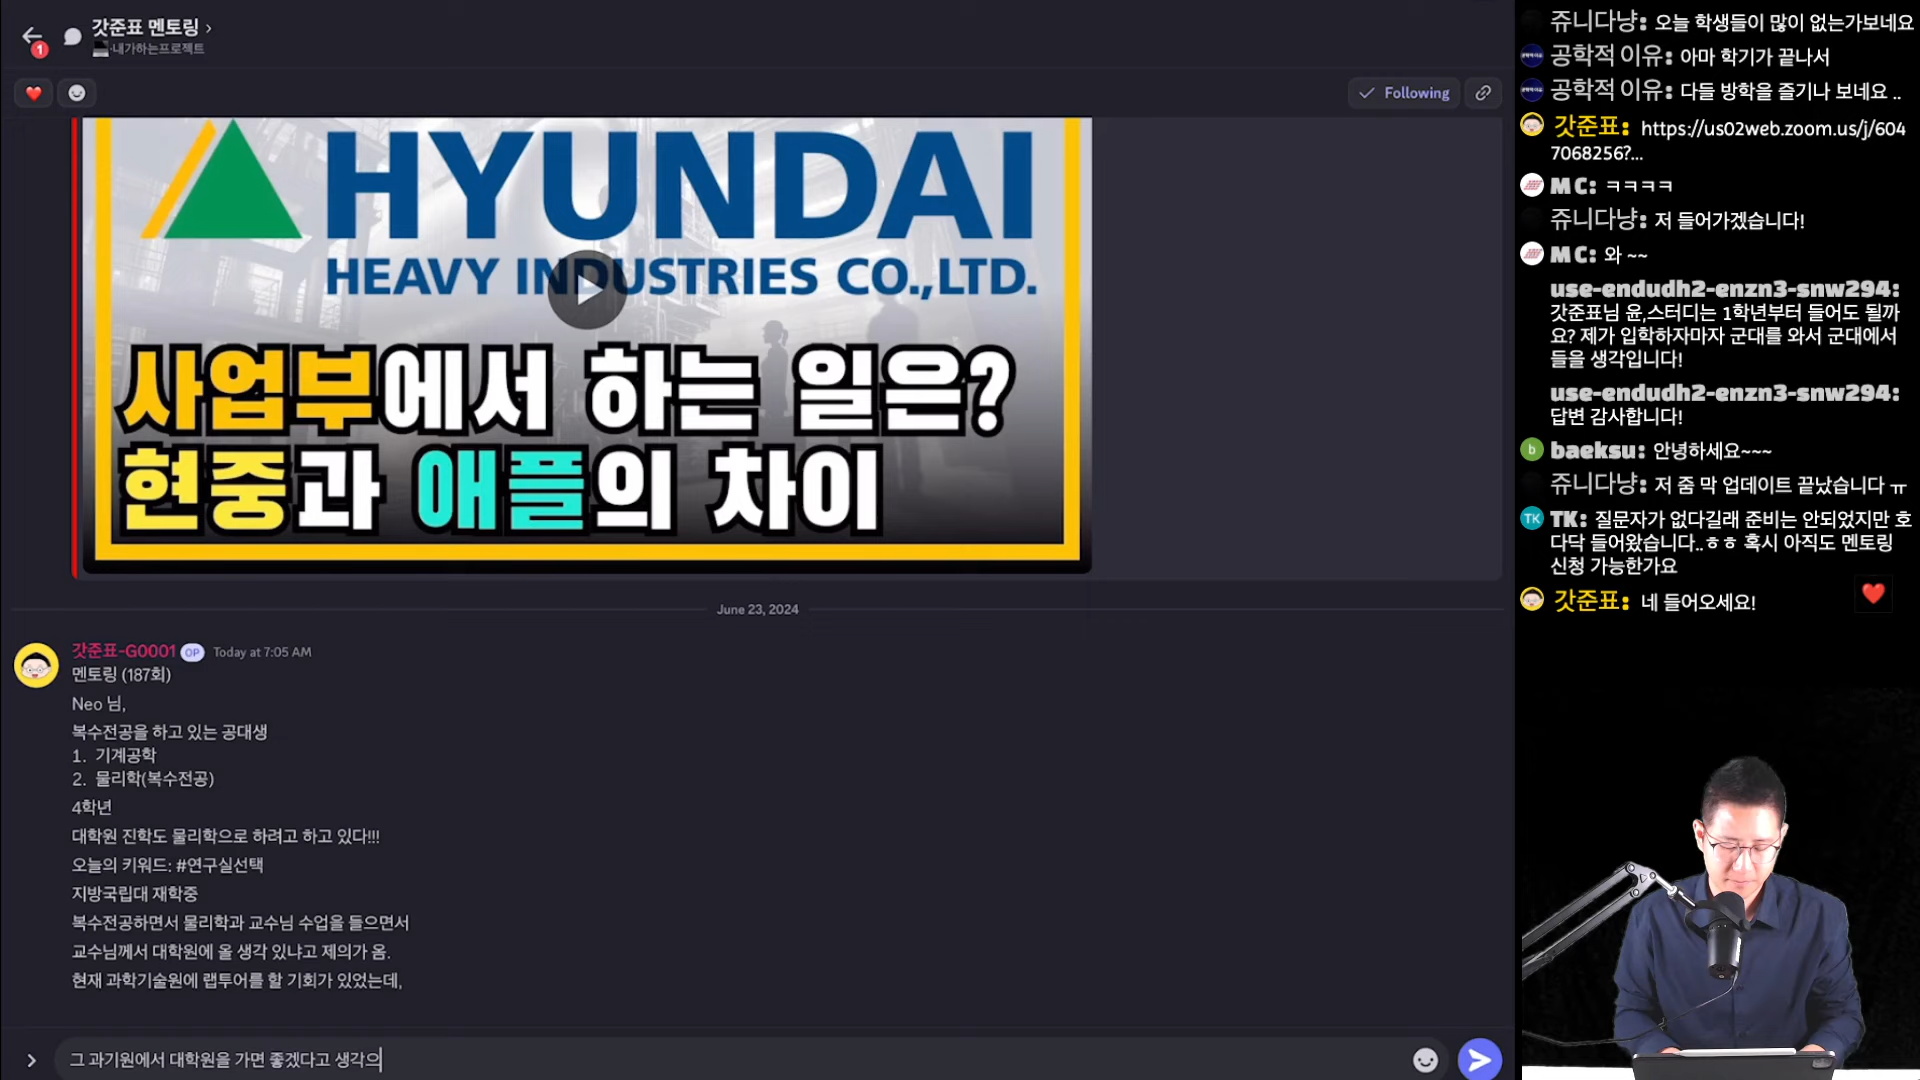 갓준표 멘토링 ›
1
내가하는프로젝트
Following
HYUNDAI
HEAVY INDUSTRIES CO.,LTD.
사업부에서 하는 일은?
현중과 애플의 차이
June 23, 2024
갓준표-G0001 OP Today at 7:05 AM
멘토링 (187회)
Neo 님,
복수전공을 하고 있는 공대생
1. 기계공학
2. 물리학(복수전공)
4학년
대학원 진학도 물리학으로 하려고 하고 있다!!!
오늘의 키워드: #연구실선택
지방국립대 재학중
복수전공하면서 물리학과 교수님 수업을 들으면서
교수님께서 대학원에 올 생각 있냐고 제의가 옴.
현재 과학기술원에 랩투어를 할 기회가 있었는데,
그 과기원에서 대학원을 가면 좋겠다고 생각으
쥬니다냥: 오늘 학생들이 많이 없는가보네요
공학적 이유: 아마 학기가 끝나서
공학적 이유: 다들 방학을 즐기나 보네요 ..
갓준표: https://us02web.zoom.us/j/604
7068256?...
M C: ㅋㅋㅋㅋ
쥬니다냥: 저 들어가겠습니다!
M C: 와 ~~
use-endudh2-enzn3-snw294:
갓준표님 윤,스터디는 1학년부터 들어도 될까
요? 제가 입학하자마자 군대를 와서 군대에서
들을 생각입니다!
use-endudh2-enzn3-snw294:
답변 감사합니다!
b baeksu: 안녕하세요~~~
쥬니다냥: 저 줌 막 업데이트 끝났습니다 ㅠ
TK TK: 질문자가 없다길래 준비는 안되었지만 호
다닥 들어왔습니다..ㅎㅎ 혹시 아직도 멘토링
신청 가능한가요
갓준표: 네 들어오세요!